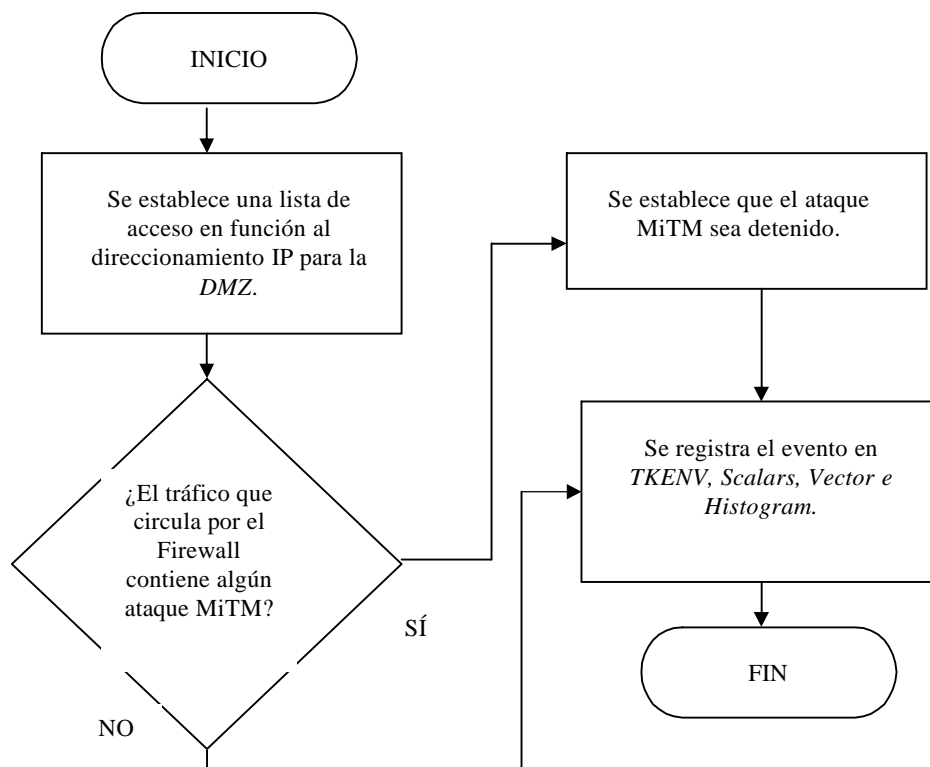 INICIO
Se establece una lista de
acceso en función al
direccionamiento IP para la
DMZ.
¿El tráfico que
circula por el
Firewall
contiene algún
ataque MiTM?
SÍ
NO
Se establece que el ataque
MiTM sea detenido.
Se registra el evento en
TKENV, Scalars, Vector e
Histogram.
FIN